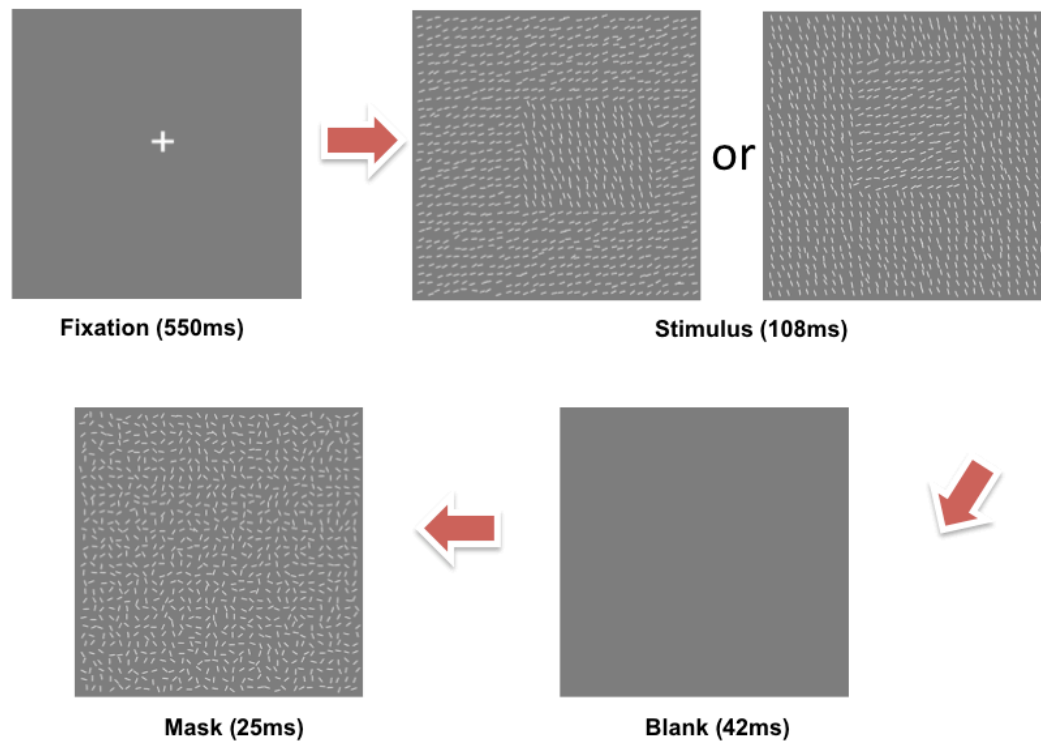 or
Fixation (550ms)
Stimulus (108ms)
Mask (25ms)
Blank (42ms)